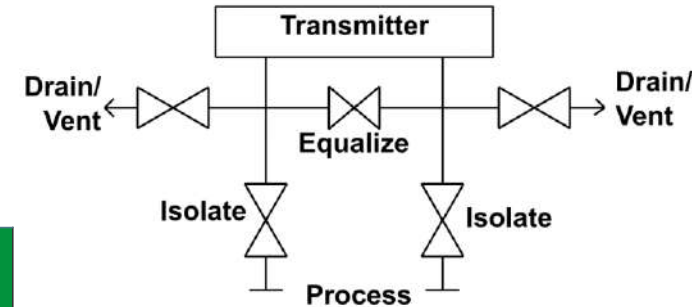 Transmitter
Drain/
Vent
Drain/
Vent
Equalize
Isolate
Isolate
Process